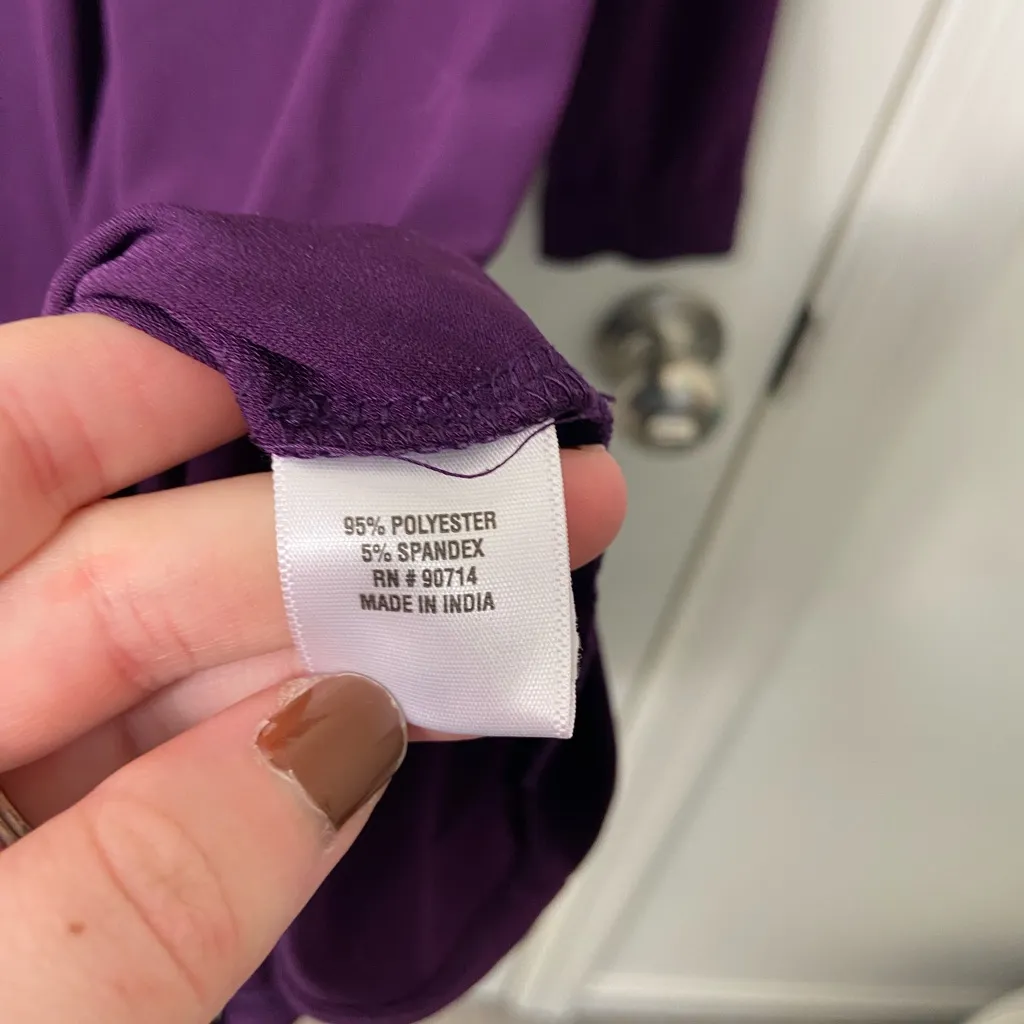 95% POLYESTER
5% SPANDEX
RN # 90714
MADE IN INDIA